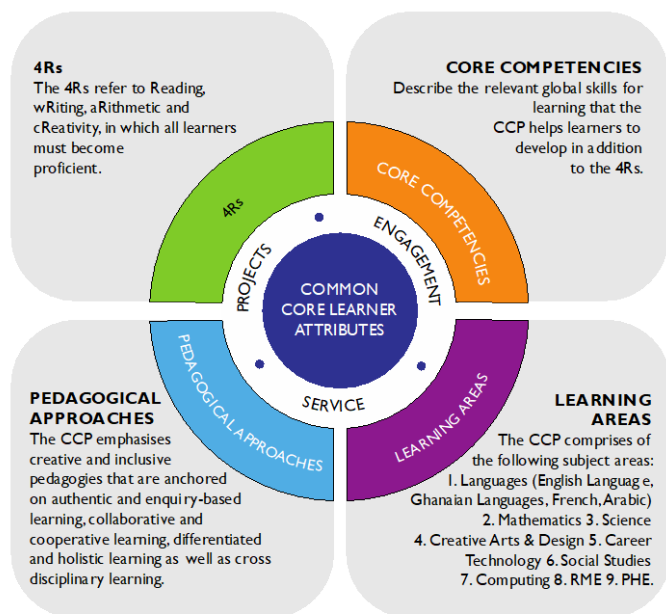 4Rs
The 4Rs refer to Reading,
wRiting, aRithmetic and
cReativity, in which all learners
must become
proficient.
CORE COMPETENCIES
Describe the relevant global skills for
learning that the
CCP helps learners to
develop in addition
to the 4Rs.
4Rs
CORE COMPETENCIES
PROJECTS
ENGAGEMENT
COMMON
CORE LEARNER
ATTRIBUTES
SERVICE
PEDAGOGICAL APPROACHES
LEARNING AREAS
PEDAGOGICAL
APPROACHES
The CCP emphasises
creative and inclusive
pedagogies that are anchored
on authentic and enquiry-based
learning, collaborative and
cooperative learning, differentiated
and holistic learning as well as cross
disciplinary learning.
LEARNING
AREAS
The CCP comprises of
the following subject areas:
1. Languages (English Language,
Ghanaian Languages, French, Arabic)
2. Mathematics 3. Science
4. Creative Arts & Design 5. Career
Technology 6. Social Studies
7. Computing 8. RME 9. PHE.